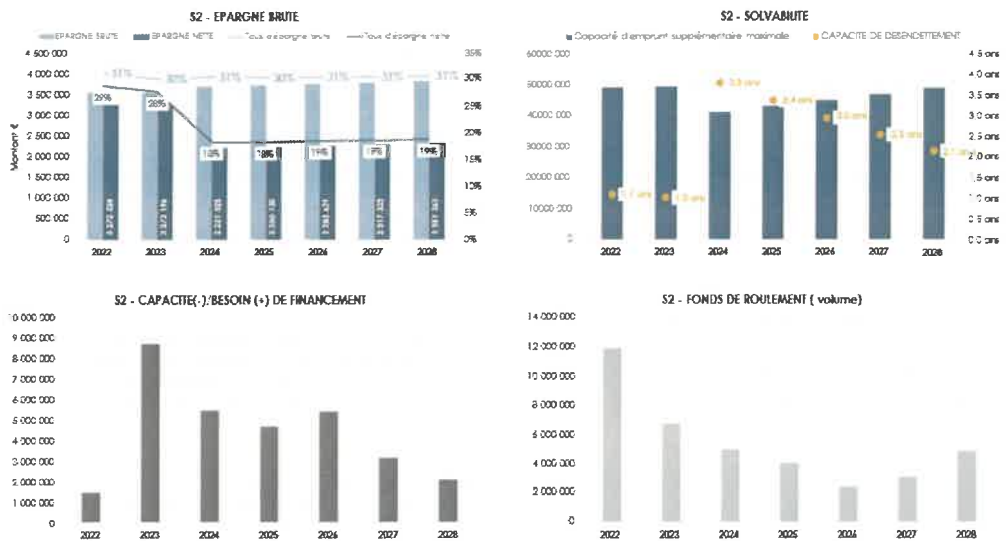 S2 - EPARGNE BRUTE
EPARGNE BRUTE EPARGNE NETTE Taux d'épargne brute Taux d'épargne nette
Montant €
4 500 000
4 000 000
3 500 000
3 000 000
2 500 000
2 000 000
1 500 000
1 000 000
500 000
0
35%
30%
25%
20%
15%
10%
5%
0%
31% 30% 31% 30% 31% 31% 31%
29% 28% 18% 18% 19% 19% 19%
2022 2023 2024 2025 2026 2027 2028
S2 - SOLVABILITE
Capacité d'emprunt supplémentaire maximale CAPACITE DE DESENDETTEMENT
60000 000
50000 000
40000 000
30000 000
20000 000
10000 000
0
4.5 ans
4.0 ans
3.5 ans
3.0 ans
2.5 ans
2.0 ans
1.5 ans
1.0 ans
0.5 ans
0.0 ans
2022 2023 2024 2025 2026 2027 2028
S2 - CAPACITE(-)/BESOIN (+) DE FINANCEMENT
10 000 000
9 000 000
8 000 000
7 000 000
6 000 000
5 000 000
4 000 000
3 000 000
2 000 000
1 000 000
0
2022 2023 2024 2025 2026 2027 2028
S2 - FONDS DE ROULEMENT ( volume)
14 000 000
12 000 000
10 000 000
8 000 000
6 000 000
4 000 000
2 000 000
0
2022 2023 2024 2025 2026 2027 2028